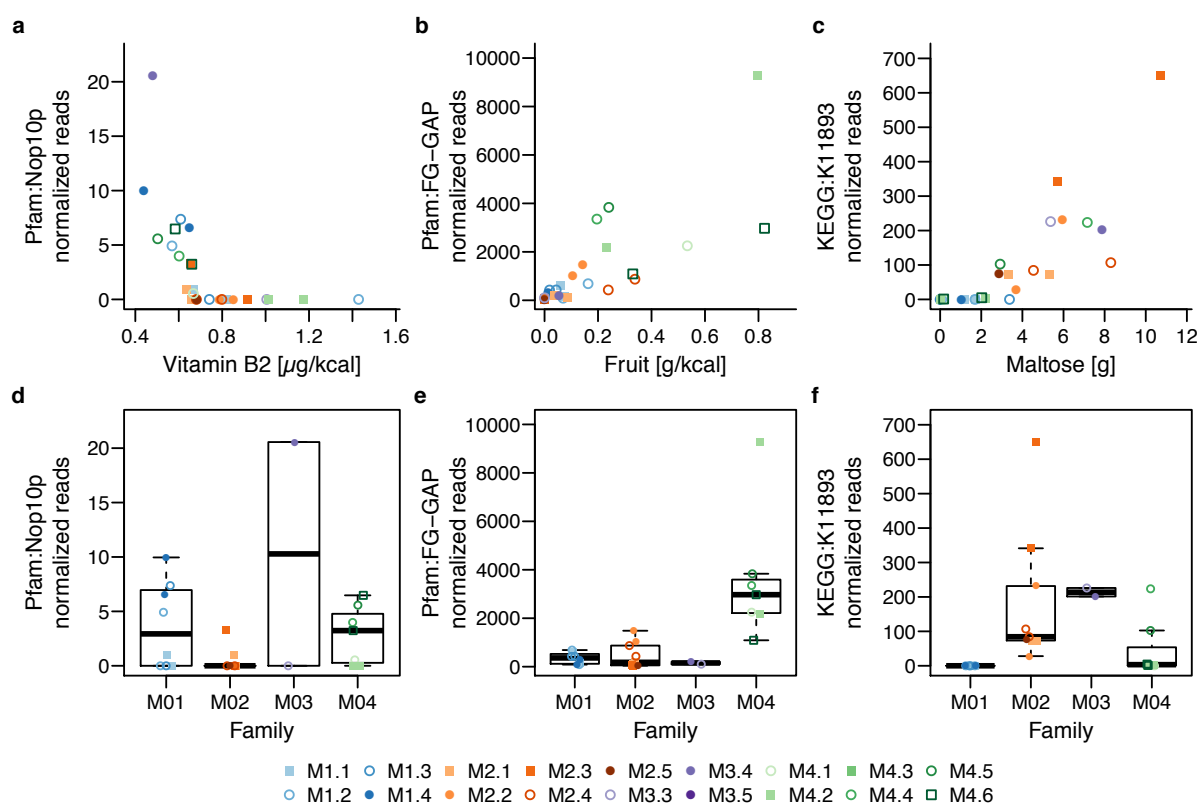 a
b
c
Pfam:Nop10p
normalized reads
20
15
10
5
0
0.4 0.8 1.2 1.6
Vitamin B2 [µg/kcal]
Pfam:FG−GAP
normalized reads
10000
8000
6000
4000
2000
0
0.0 0.2 0.4 0.6 0.8
Fruit [g/kcal]
KEGG:K11893
normalized reads
700
600
500
400
300
200
100
0
0 2 4 6 8 10 12
Maltose [g]
d
e
f
Pfam:Nop10p
normalized reads
20
15
10
5
0
M01 M02 M03 M04
Family
Pfam:FG−GAP
normalized reads
10000
8000
6000
4000
2000
0
M01 M02 M03 M04
Family
KEGG:K11893
normalized reads
700
600
500
400
300
200
100
0
M01 M02 M03 M04
Family
M1.1 M1.3 M2.1 M2.3 M2.5 M3.4 M4.1 M4.3 M4.5
M1.2 M1.4 M2.2 M2.4 M3.3 M3.5 M4.2 M4.4 M4.6